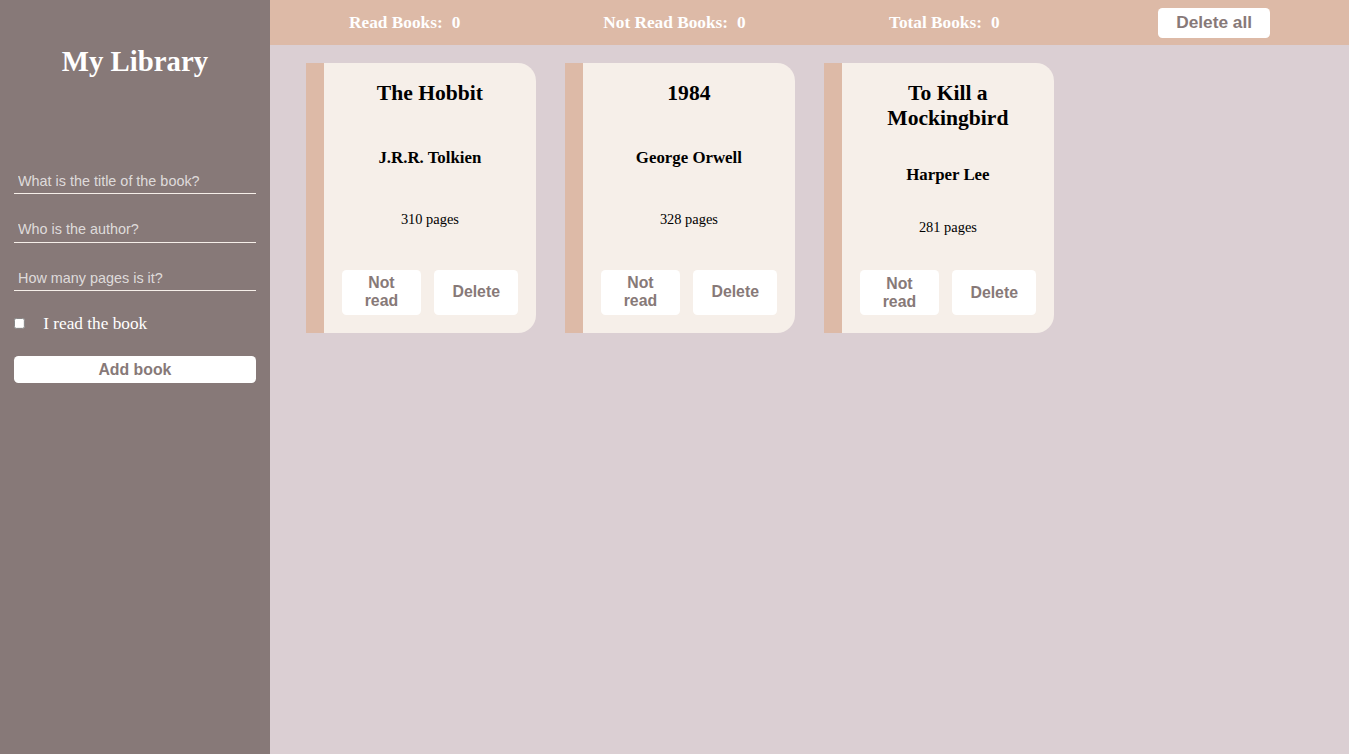 My Library
What is the title of the book?
Who is the author?
How many pages is it?
I read the book
Add book
Read Books: 0
Not Read Books: 0
Total Books: 0
Delete all
The Hobbit
J.R.R. Tolkien
310 pages
Not
read
Delete
1984
George Orwell
328 pages
Not
read
Delete
To Kill a
Mockingbird
Harper Lee
281 pages
Not
read
Delete